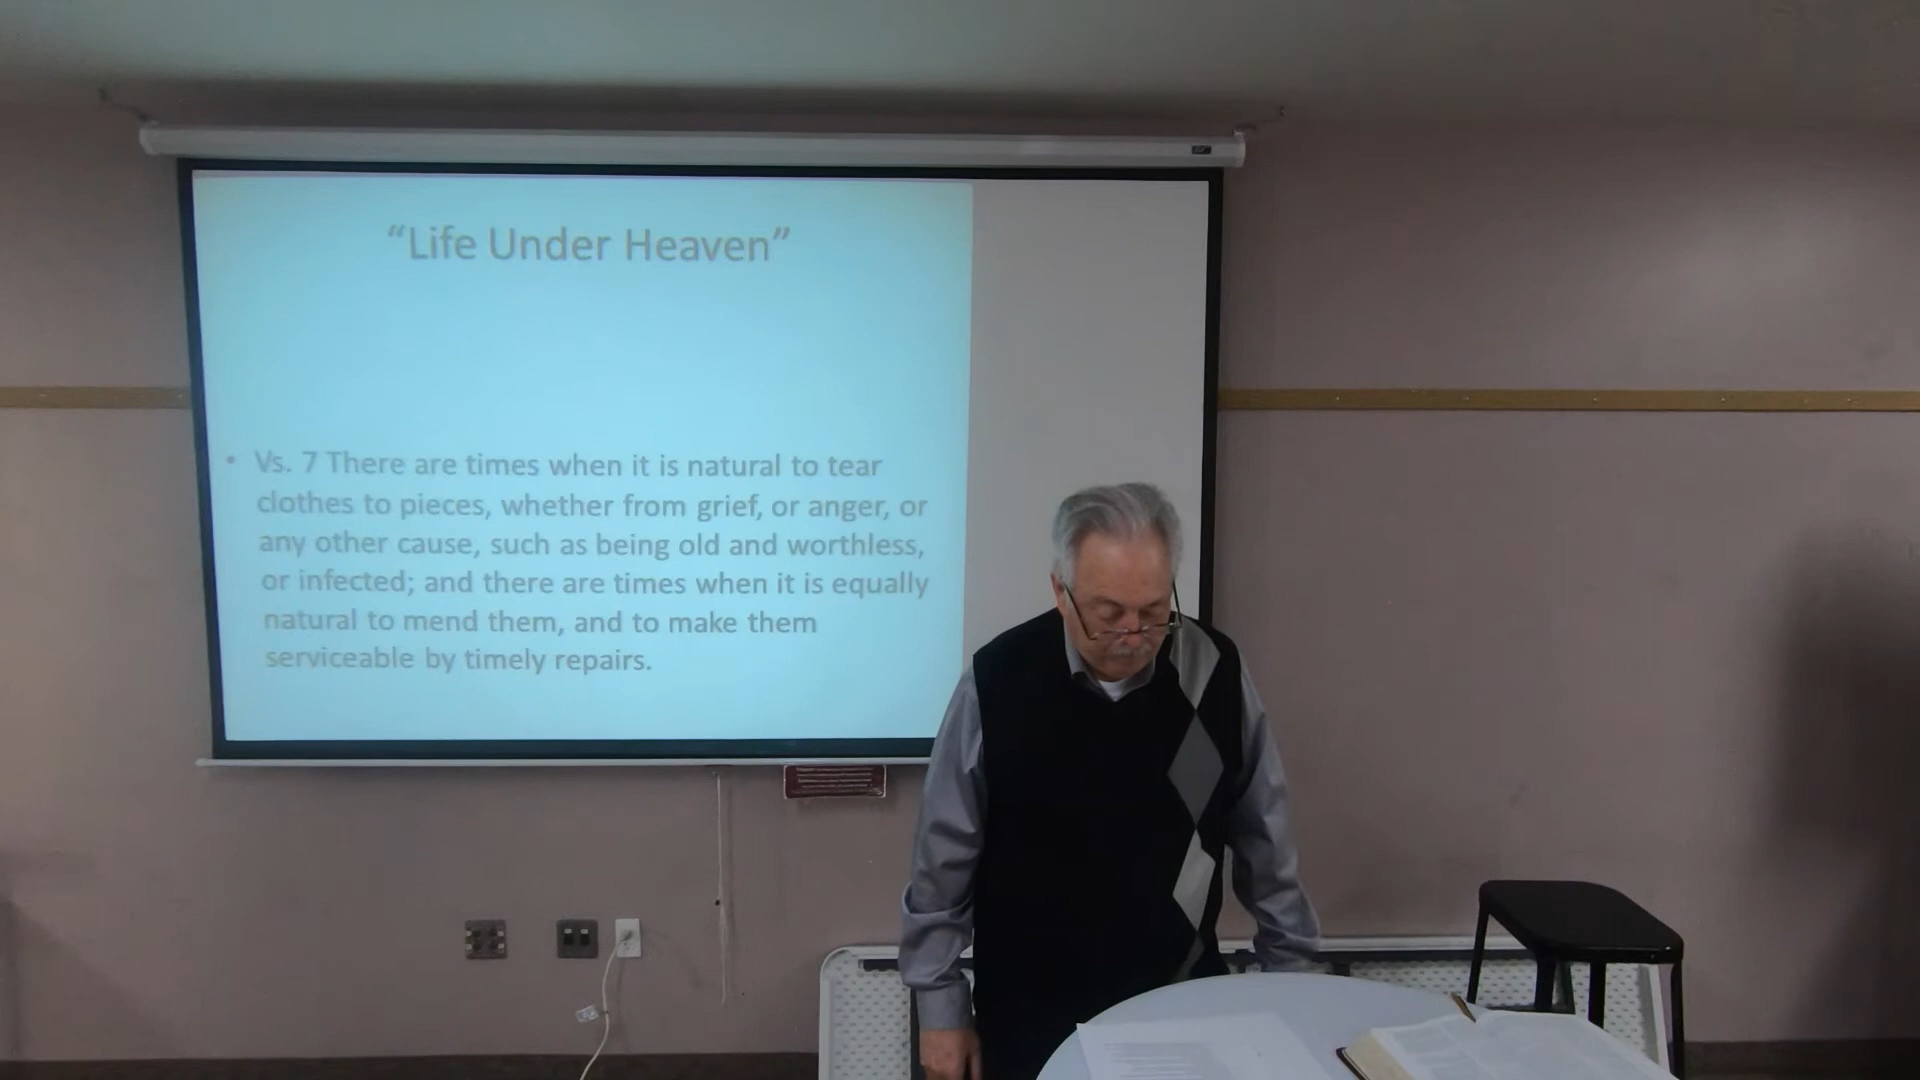 “Life Under Heaven”
• Vs. 7 There are times when it is natural to tear
clothes to pieces, whether from grief, or anger, or
any other cause, such as being old and worthless,
or infected; and there are times when it is equally
natural to mend them, and to make them
serviceable by timely repairs.